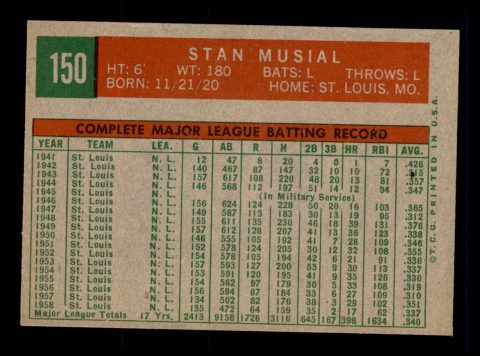 150
STAN MUSIAL
HT: 6' WT: 180 BATS: L THROWS: L
BORN: 11/21/20 HOME: ST. LOUIS, MO.
COMPLETE MAJOR LEAGUE BATTING RECORD
YEAR TEAM LEA. G AB R H 2B 3B HR RBI AVG.
1941 St. Louis N. L. 12 47 8 20 4 0 1 7 .426
1942 St. Louis N. L. 140 467 87 147 32 10 10 72 .315
1943 St. Louis N. L. 157 617 108 220 48 20 13 81 .357
1944 St. Louis N. L. 146 568 112 197 51 14 12 94 .347
1945 St. Louis N. L. (In Military Service)
1946 St. Louis N. L. 156 624 124 228 50 20 16 103 .365
1947 St. Louis N. L. 149 587 113 183 30 13 19 95 .312
1948 St. Louis N. L. 155 611 135 230 46 18 39 131 .376
1949 St. Louis N. L. 157 612 128 207 41 13 36 123 .338
1950 St. Louis N. L. 146 555 105 192 41 7 28 109 .346
1951 St. Louis N. L. 152 578 124 205 30 12 32 108 .355
1952 St. Louis N. L. 154 578 105 194 42 6 21 91 .336
1953 St. Louis N. L. 157 593 127 200 53 9 30 113 .337
1954 St. Louis N. L. 153 591 120 195 41 9 35 126 .330
1955 St. Louis N. L. 154 562 97 179 30 5 33 108 .319
1956 St. Louis N. L. 156 594 87 184 33 6 27 109 .310
1957 St. Louis N. L. 134 502 82 176 38 3 29 102 .351
1958 St. Louis N. L. 135 472 64 159 35 2 17 62 .337
Major League Totals 17 Yrs. 2413 9158 1726 3116 645 167 398 1634 .340
© T.C.G. PRINTED IN U.S.A.